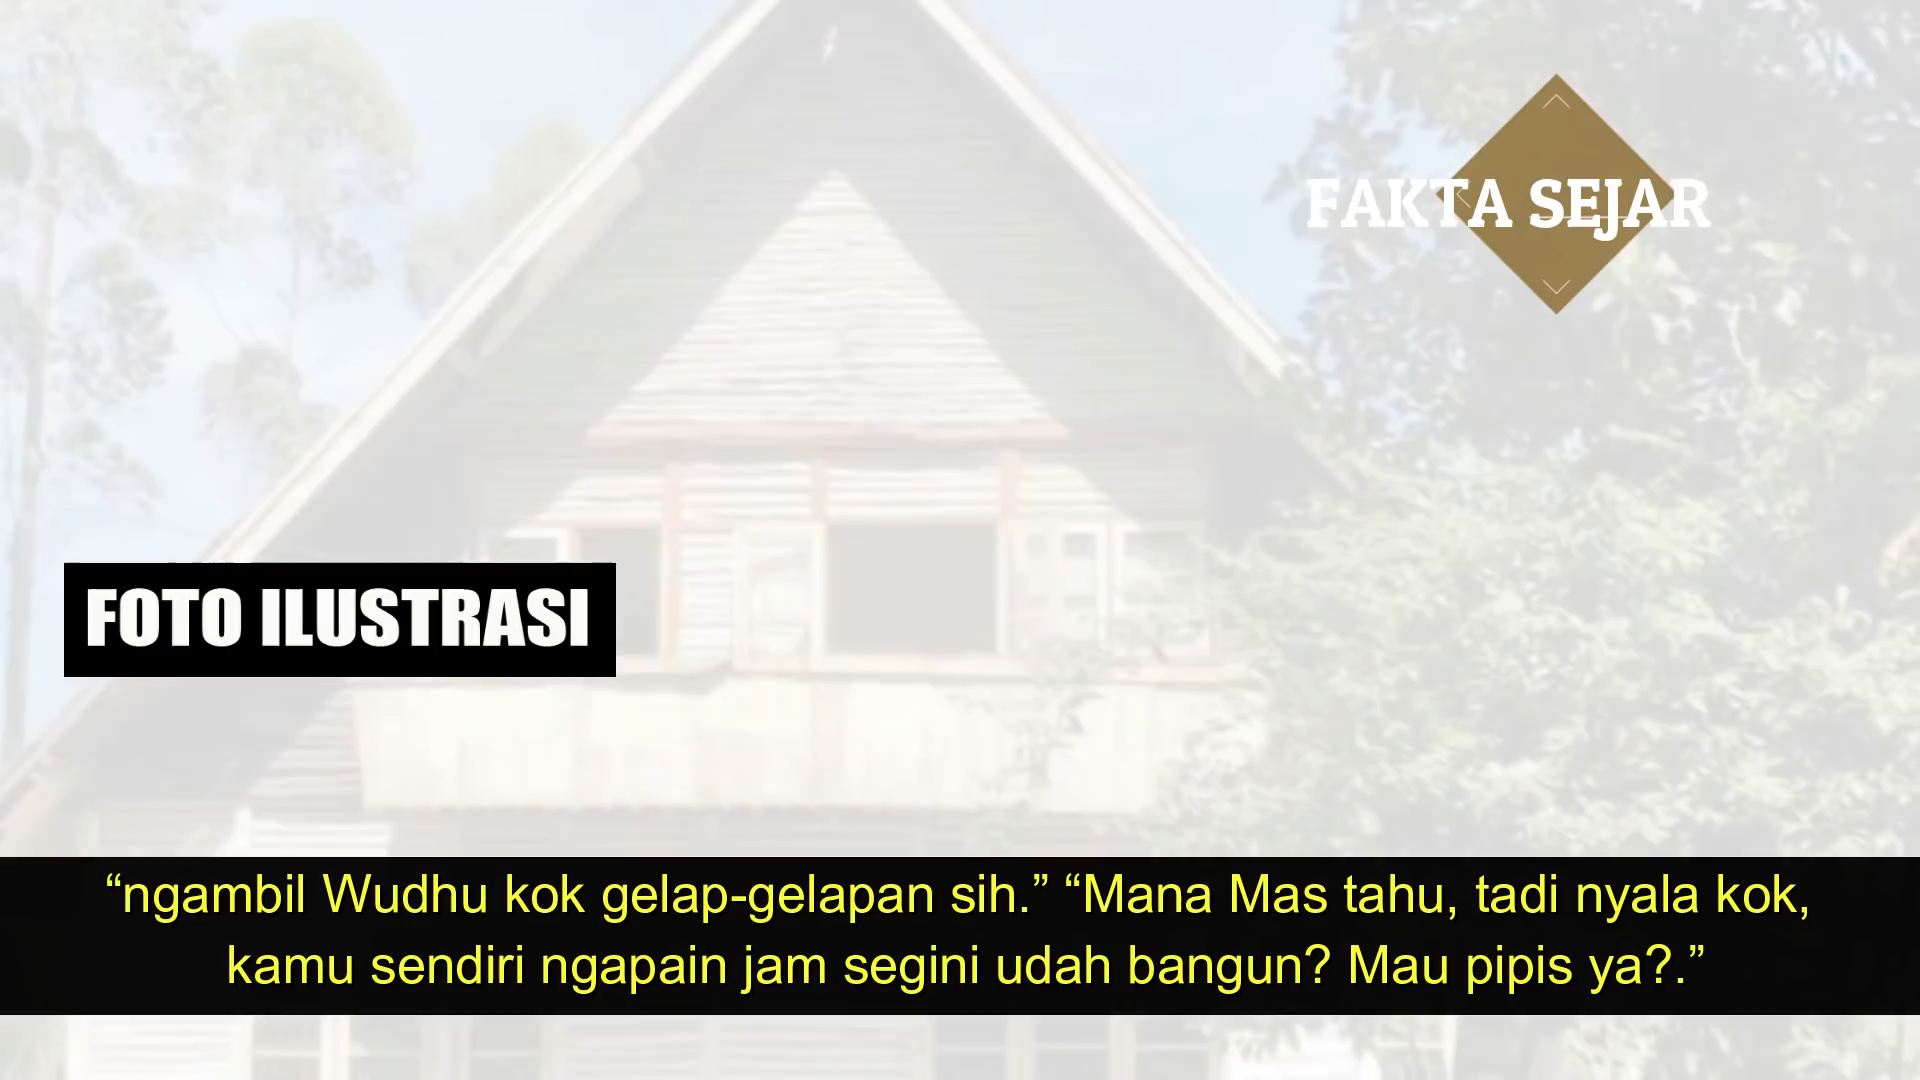 FAKTA SEJAR
FOTO ILUSTRASI
“ngambil Wudhu kok gelap-gelapan sih.” “Mana Mas tahu, tadi nyala kok,
kamu sendiri ngapain jam segini udah bangun? Mau pipis ya?.”